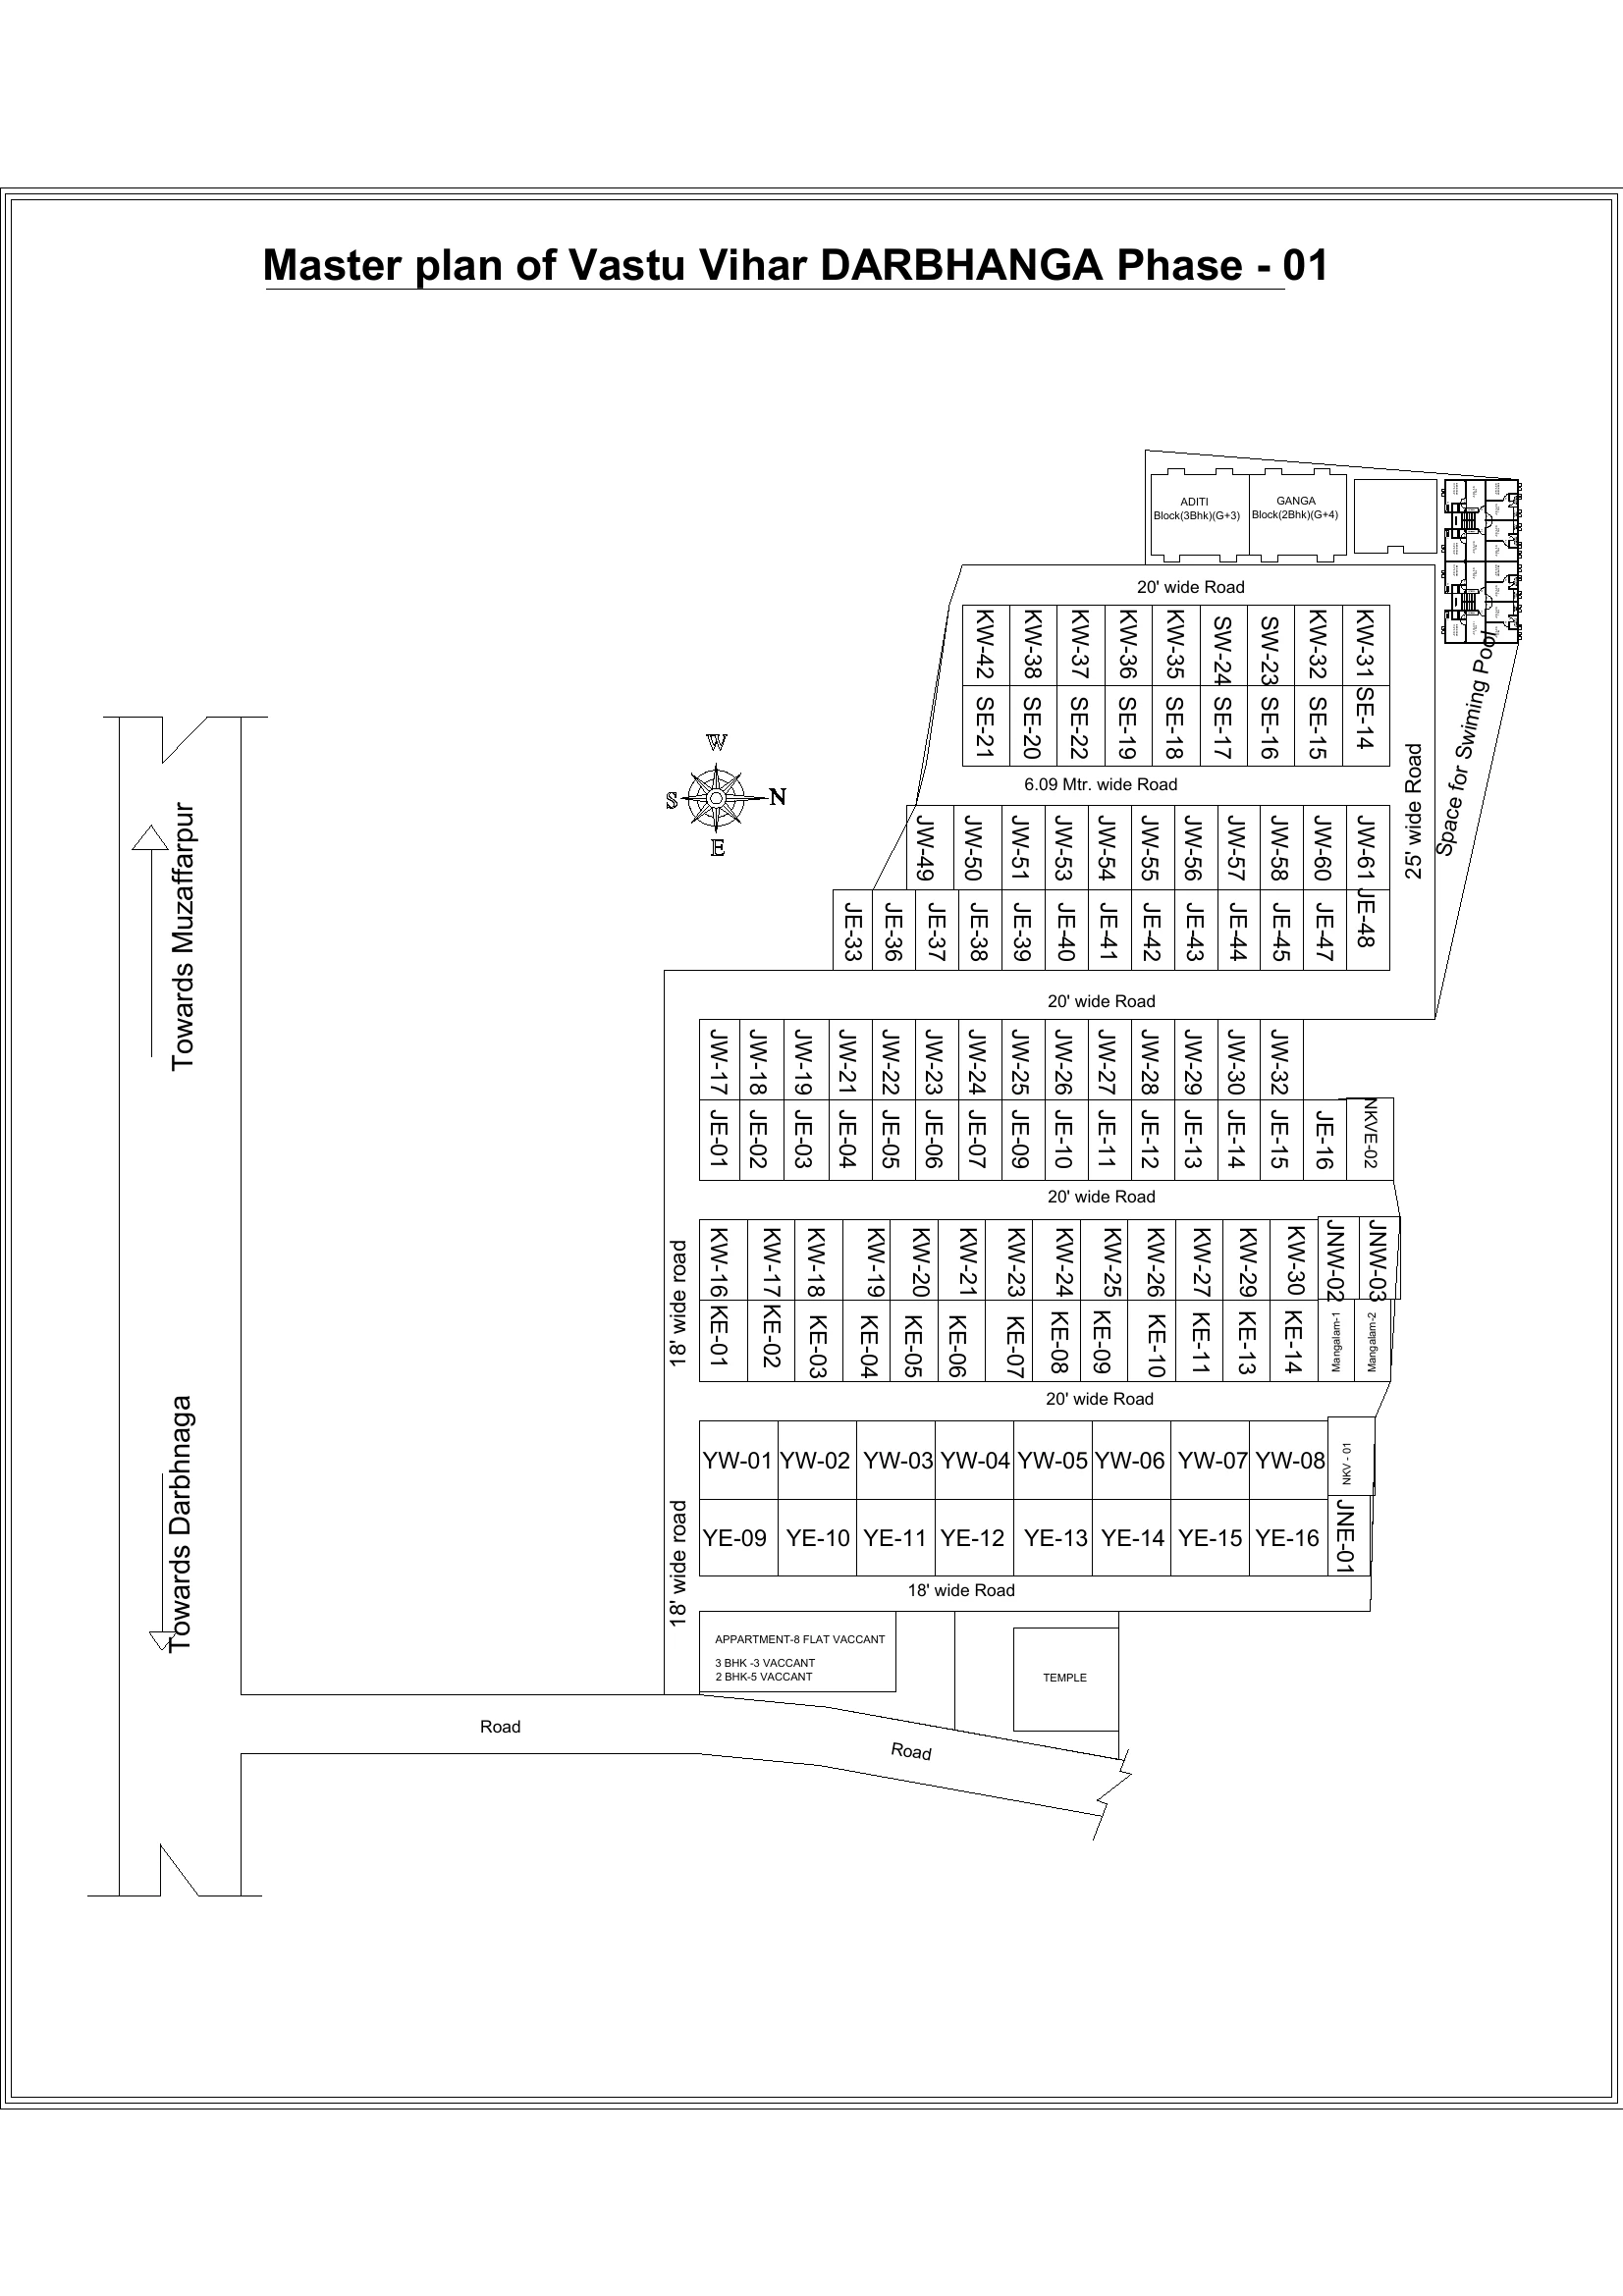 Master plan of Vastu Vihar DARBHANGA Phase - 01
ADITI
Block(3Bhk)(G+3)
GANGA
Block(2Bhk)(G+4)
20' wide Road
KW-42 KW-38 KW-37 KW-36 KW-35 SW-24 SW-23 KW-32 KW-31
SE-21 SE-20 SE-22 SE-19 SE-18 SE-17 SE-16 SE-15 SE-14
Space for Swiming Pool
25' wide Road
6.09 Mtr. wide Road
W
S
N
E
Towards Muzaffarpur
JW-49 JW-50 JW-51 JW-53 JW-54 JW-55 JW-56 JW-57 JW-58 JW-60 JW-61
JE-33 JE-36 JE-37 JE-38 JE-39 JE-40 JE-41 JE-42 JE-43 JE-44 JE-45 JE-47 JE-48
20' wide Road
JW-17 JW-18 JW-19 JW-21 JW-22 JW-23 JW-24 JW-25 JW-26 JW-27 JW-28 JW-29 JW-30 JW-32
JE-01 JE-02 JE-03 JE-04 JE-05 JE-06 JE-07 JE-09 JE-10 JE-11 JE-12 JE-13 JE-14 JE-15 JE-16 NKVE-02
20' wide Road
18' wide road
KW-16 KW-17 KW-18 KW-19 KW-20 KW-21 KW-23 KW-24 KW-25 KW-26 KW-27 KW-29 KW-30 JNW-02 JNW-03
KE-01 KE-02 KE-03 KE-04 KE-05 KE-06 KE-07 KE-08 KE-09 KE-10 KE-11 KE-13 KE-14 Mangalam-1 Mangalam-2
20' wide Road
Towards Darbhnaga
18' wide road
YW-01 YW-02 YW-03 YW-04 YW-05 YW-06 YW-07 YW-08 NKV - 01
YE-09 YE-10 YE-11 YE-12 YE-13 YE-14 YE-15 YE-16 JNE-01
18' wide Road
APPARTMENT-8 FLAT VACCANT
3 BHK -3 VACCANT
2 BHK-5 VACCANT
TEMPLE
Road
Road